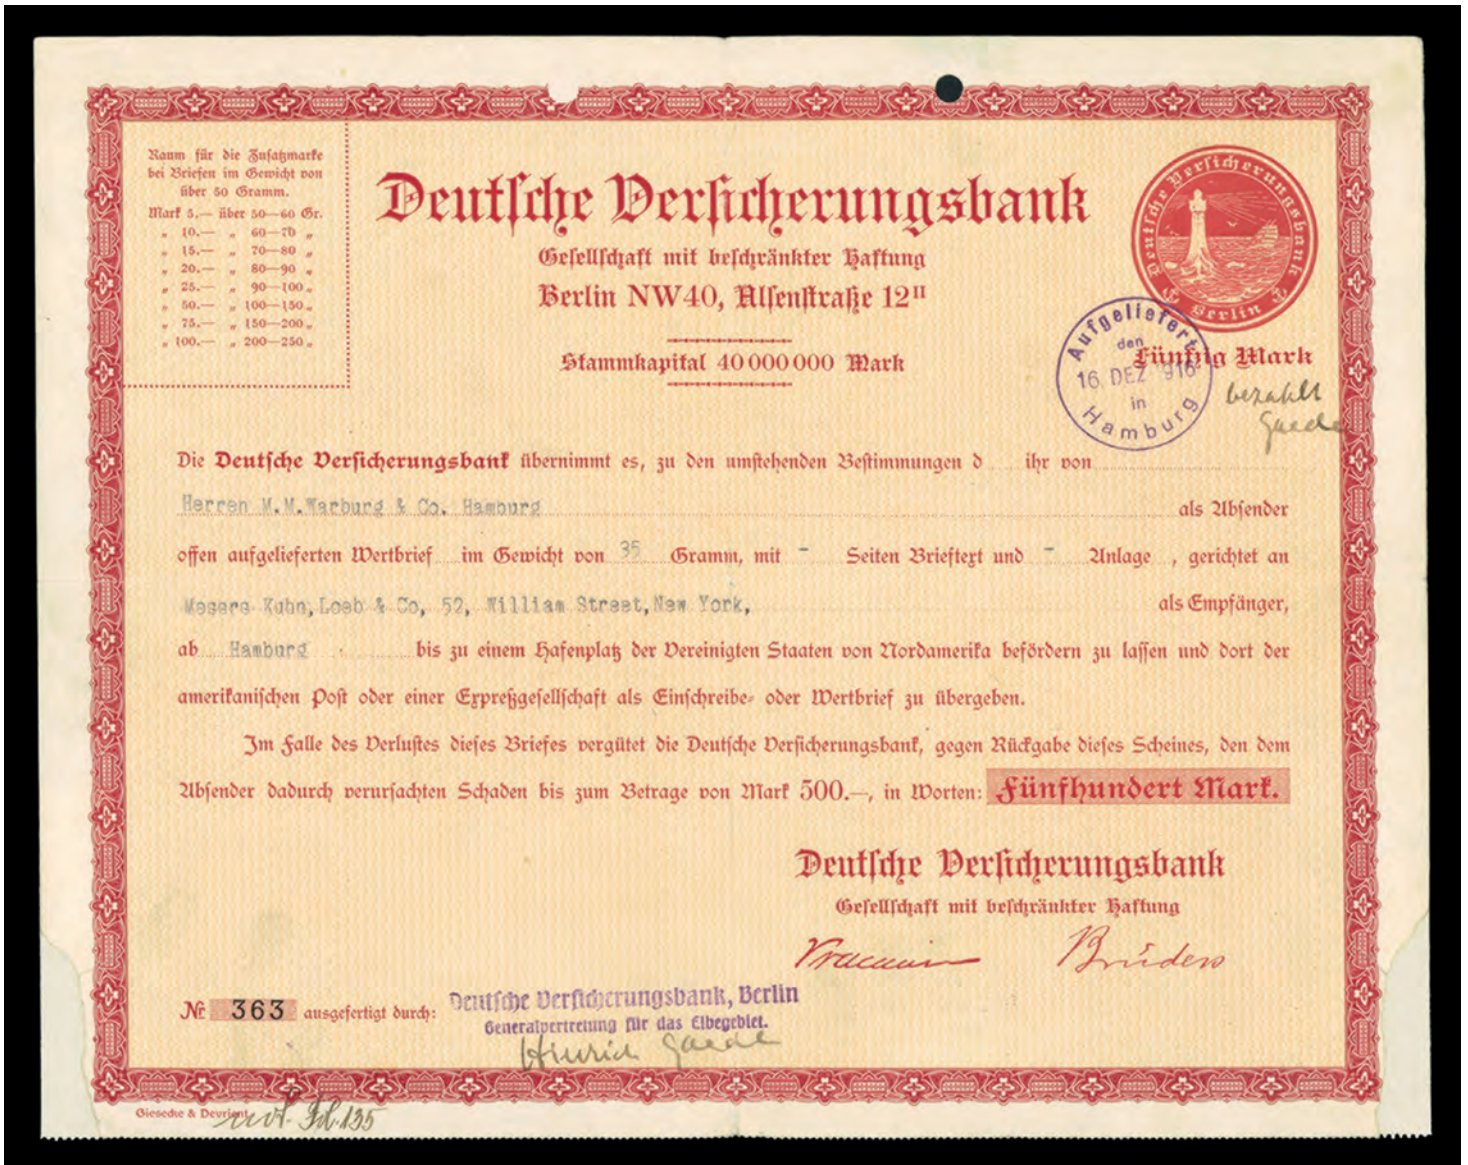 Raum für die Zusatzmarke
bei Briefen im Gewicht von
über 50 Gramm.
Mark 5.— über 50—60 Gr.
„ 10.— „ 60—70 „
„ 15.— „ 70—80 „
„ 20.— „ 80—90 „
„ 25.— „ 90—100 „
„ 50.— „ 100—150 „
„ 75.— „ 150—200 „
„ 100.— „ 200—250 „
Deutsche Versicherungsbank
Gesellschaft mit beschränkter Haftung
Berlin NW40, Alsenstraße 12 II
Stammkapital 40 000 000 Mark
Deutsche Versicherungsbank
Berlin
Fünfzig Mark
bezahlt
Gaede
Aufgeliefert
den
16. DEZ. 1916
in
Hamburg
Die Deutsche Versicherungsbank übernimmt es, zu den umstehenden Bestimmungen d ihr von
Herren M.M.Warburg & Co. Hamburg als Absender
offen aufgelieferten Wertbrief im Gewicht von 35 Gramm, mit - Seiten Brieftext und - Anlage , gerichtet an
Messrs Kuhn, Loeb & Co, 52, William Street, New York, als Empfänger,
ab Hamburg bis zu einem Hafenplatz der Vereinigten Staaten von Nordamerika befördern zu lassen und dort der
amerikanischen Post oder einer Expreßgesellschaft als Einschreibe- oder Wertbrief zu übergeben.
Im Falle des Verlustes dieses Briefes vergütet die Deutsche Versicherungsbank, gegen Rückgabe dieses Scheines, den dem
Absender dadurch verursachten Schaden bis zum Betrage von Mark 500.—, in Worten: Fünfhundert Mark.
Deutsche Versicherungsbank
Gesellschaft mit beschränkter Haftung
Brüders
№ 363 ausgefertigt durch:
Deutsche Versicherungsbank, Berlin
Generalvertretung für das Elbegebiet.
Hinrich Gaede
Giesecke & Devrient